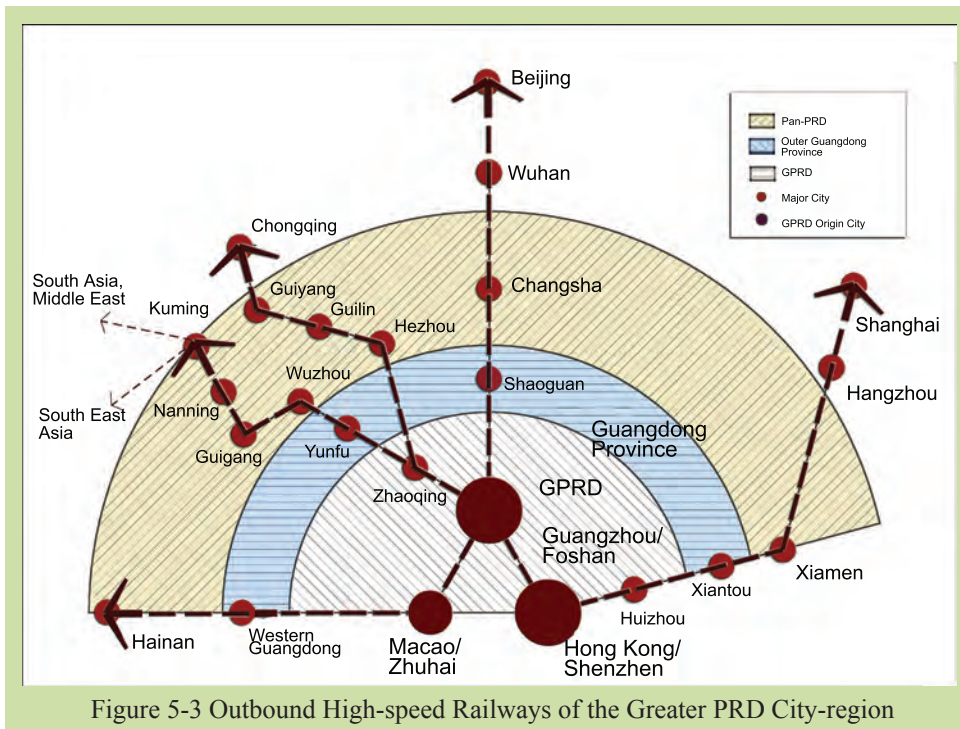 Beijing
Pan-PRD
Outer Guangdong
Province
GPRD
Major City
GPRD Origin City
Wuhan
Chongqing
South Asia,
Middle East
Kuming
Guiyang
Guilin
Hezhou
Changsha
Shanghai
Wuzhou
Shaoguan
Hangzhou
Nanning
South East
Asia
Guigang
Yunfu
Guangdong
Province
Zhaoqing
GPRD
Guangzhou/
Foshan
Xiamen
Xiantou
Huizhou
Hainan
Western
Guangdong
Macao/
Zhuhai
Hong Kong/
Shenzhen
Figure 5-3 Outbound High-speed Railways of the Greater PRD City-region